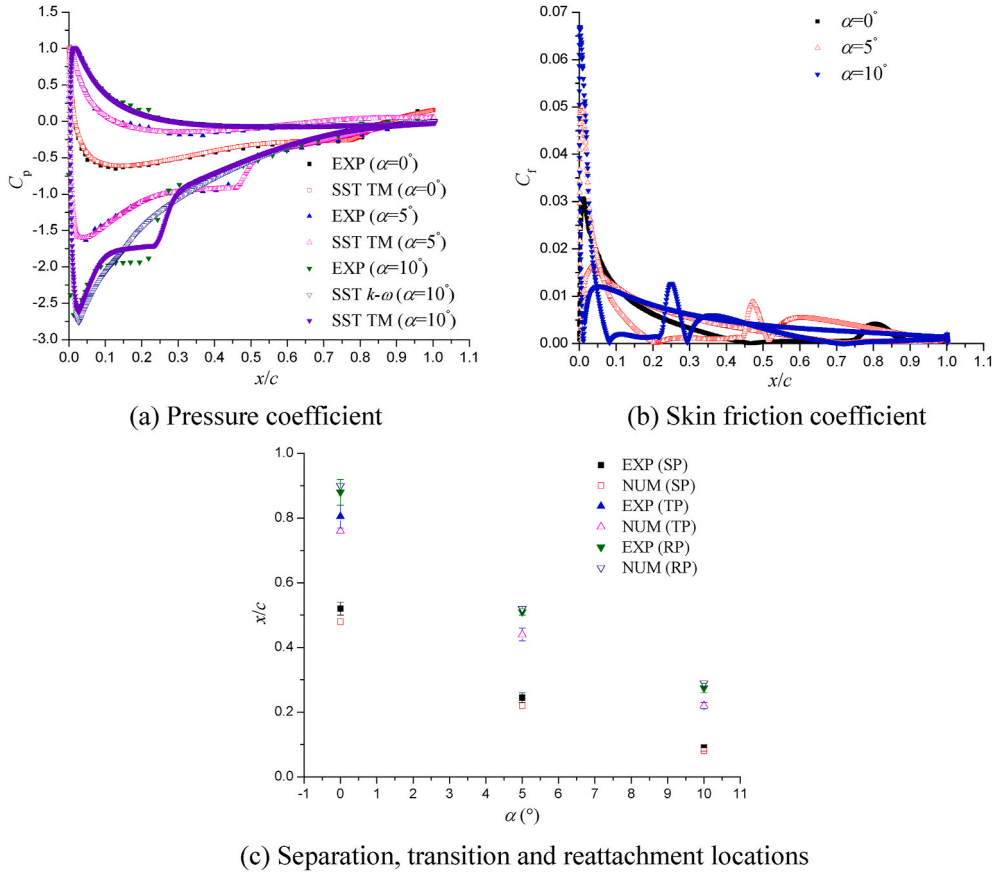 1.5
1.0
0.5
0.0
-0.5
-1.0
-1.5
-2.0
-2.5
-3.0
Cp
0.0 0.1 0.2 0.3 0.4 0.5 0.6 0.7 0.8 0.9 1.0 1.1
x/c
EXP (α=0°)
SST TM (α=0°)
EXP (α=5°)
SST TM (α=5°)
EXP (α=10°)
SST k-ω (α=10°)
SST TM (α=10°)
(a) Pressure coefficient
0.07
0.06
0.05
0.04
0.03
0.02
0.01
0.00
Cf
0.0 0.1 0.2 0.3 0.4 0.5 0.6 0.7 0.8 0.9 1.0 1.1
x/c
α=0°
α=5°
α=10°
(b) Skin friction coefficient
1.0
0.8
0.6
0.4
0.2
0.0
x/c
-1 0 1 2 3 4 5 6 7 8 9 10 11
α (°)
EXP (SP)
NUM (SP)
EXP (TP)
NUM (TP)
EXP (RP)
NUM (RP)
(c) Separation, transition and reattachment locations